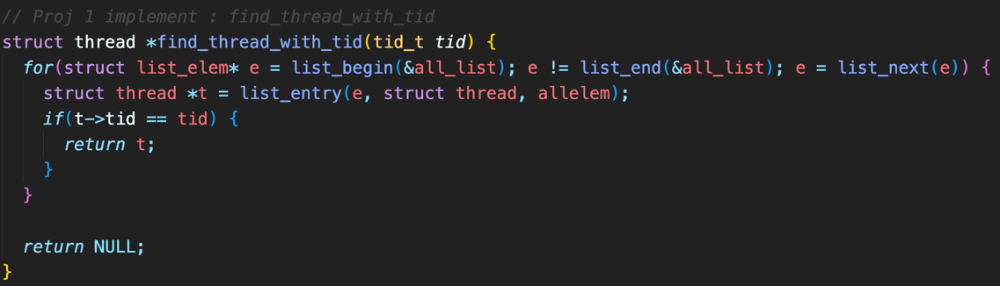 // Proj 1 implement : find_thread_with_tid
struct thread *find_thread_with_tid(tid_t tid) {
  for(struct list_elem* e = list_begin(&all_list); e != list_end(&all_list); e = list_next(e)) {
    struct thread *t = list_entry(e, struct thread, allelem);
    if(t->tid == tid) {
      return t;
    }
  }

  return NULL;
}